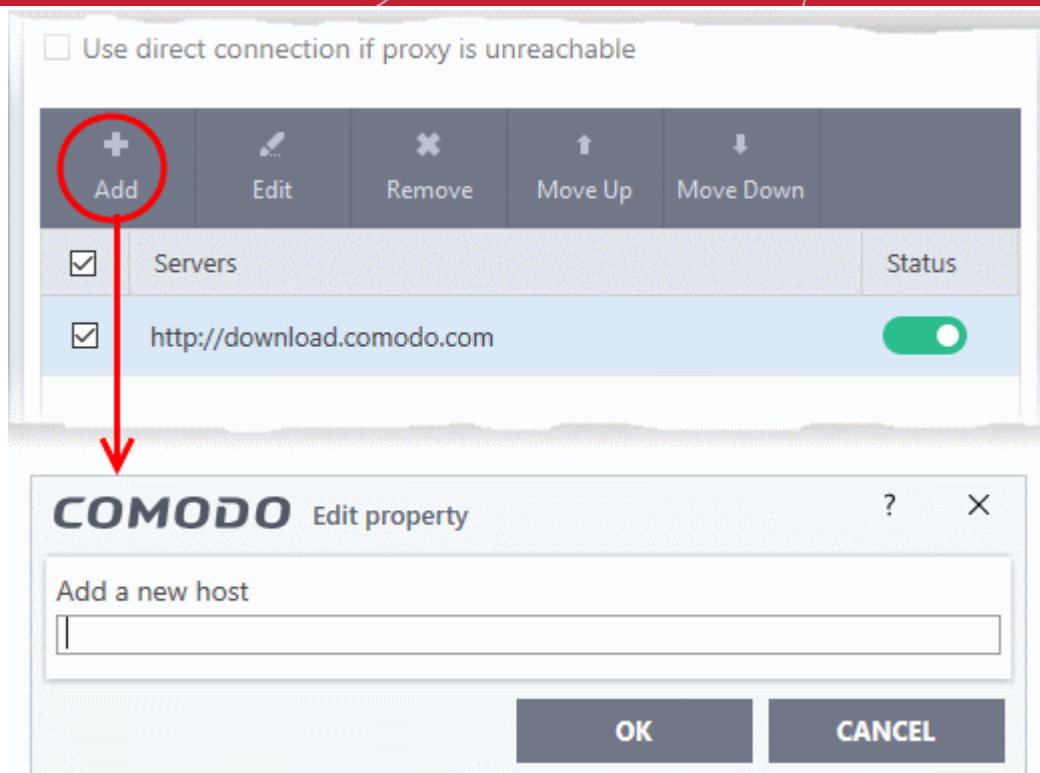 Use direct connection if proxy is unreachable
Add Edit Remove Move Up Move Down
Servers Status
http://download.comodo.com
COMODO Edit property ?
Add a new host
OK CANCEL